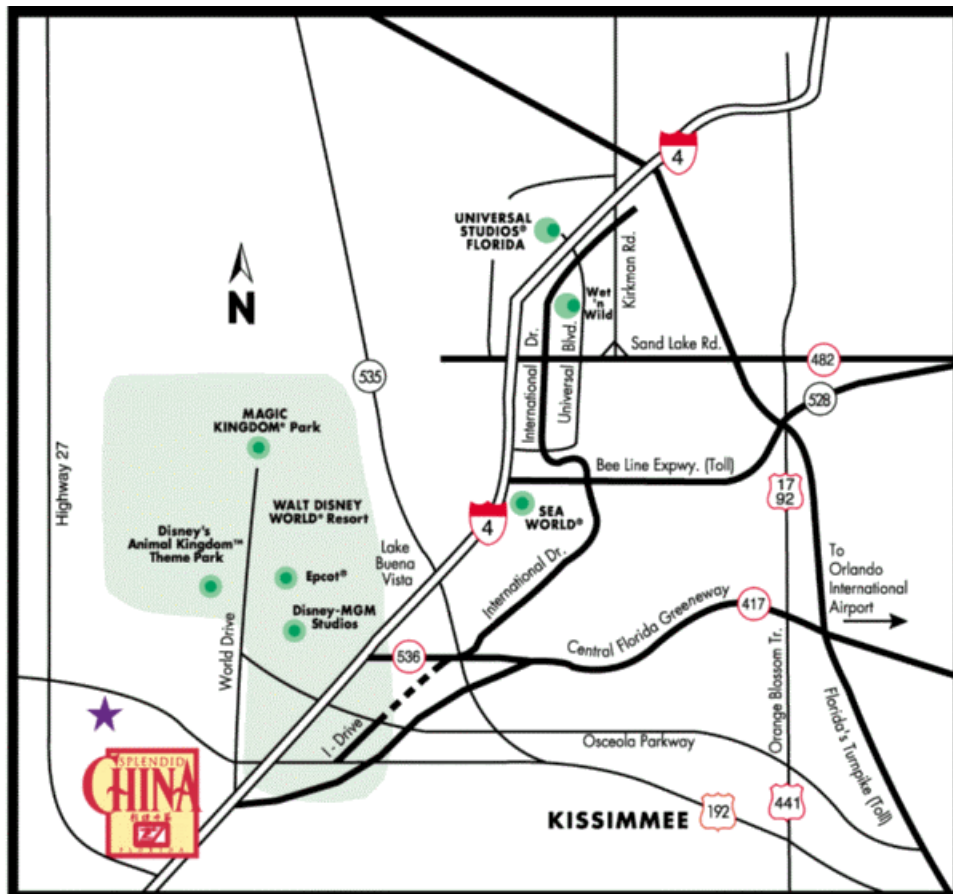 4
UNIVERSAL
STUDIOS®
FLORIDA
Kirkman Rd.
N
Wet
'n
Wild
International Dr.
Universal Blvd.
Sand Lake Rd.
482
535
528
MAGIC
KINGDOM® Park
Highway 27
Bee Line Expwy. (Toll)
17
92
WALT DISNEY
WORLD® Resort
SEA
WORLD®
4
Disney's
Animal Kingdom™
Theme Park
Lake
Buena
Vista
Epcot®
International Dr.
To
Orlando
International
Airport
Disney-MGM
Studios
417
Central Florida Greeneway
World Drive
536
Orange Blossom Tr.
I - Drive
Osceola Parkway
Florida's Turnpike (Toll)
SPLENDID
CHINA
FLORIDA
KISSIMMEE
192
441